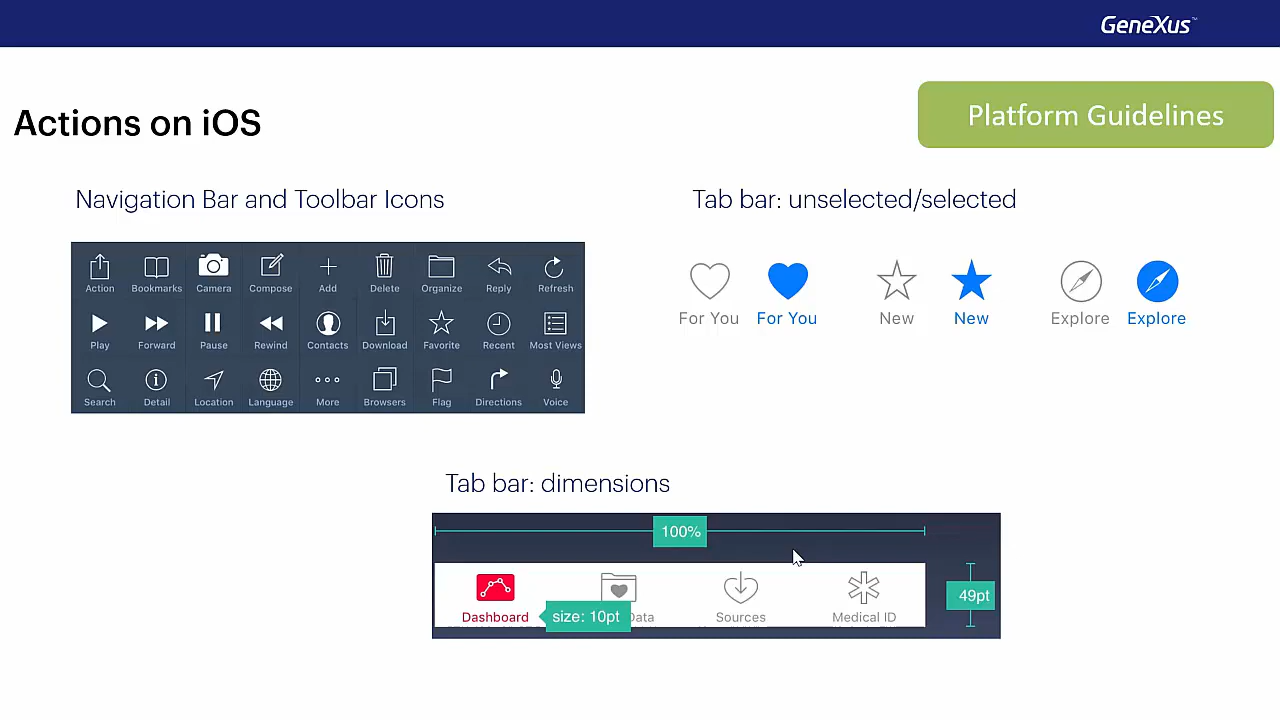 GeneXus™
Actions on iOS
Platform Guidelines
Navigation Bar and Toolbar Icons
Action Bookmarks Camera Compose Add Delete Organize Reply Refresh
Play Forward Pause Rewind Contacts Download Favorite Recent Most Views
Search Detail Location Language More Browsers Flag Directions Voice
Tab bar: unselected/selected
For You For You New New Explore Explore
Tab bar: dimensions
100%
49pt
Dashboard size: 10pt Data Sources Medical ID